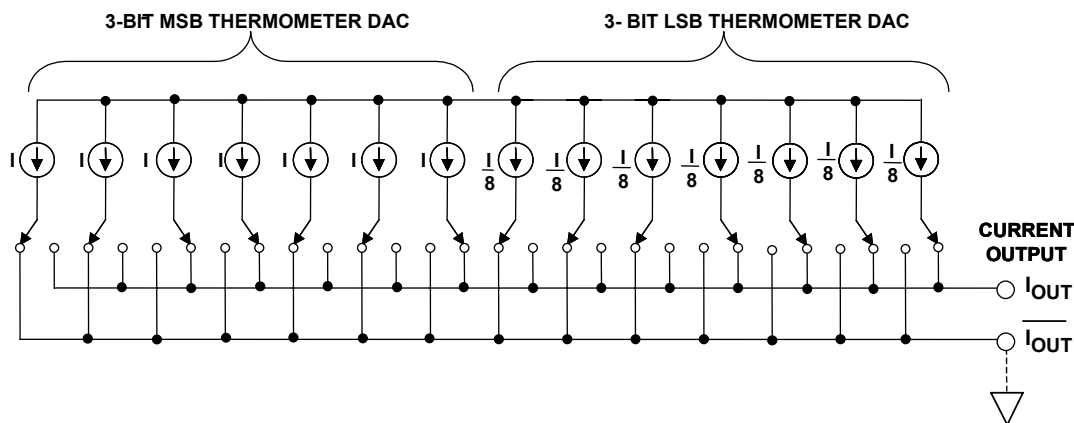 3-BIT MSB THERMOMETER DAC
3- BIT LSB THERMOMETER DAC
I I I I I I I I/8 I/8 I/8 I/8 I/8 I/8 I/8
CURRENT
OUTPUT
IOUT
IOUT